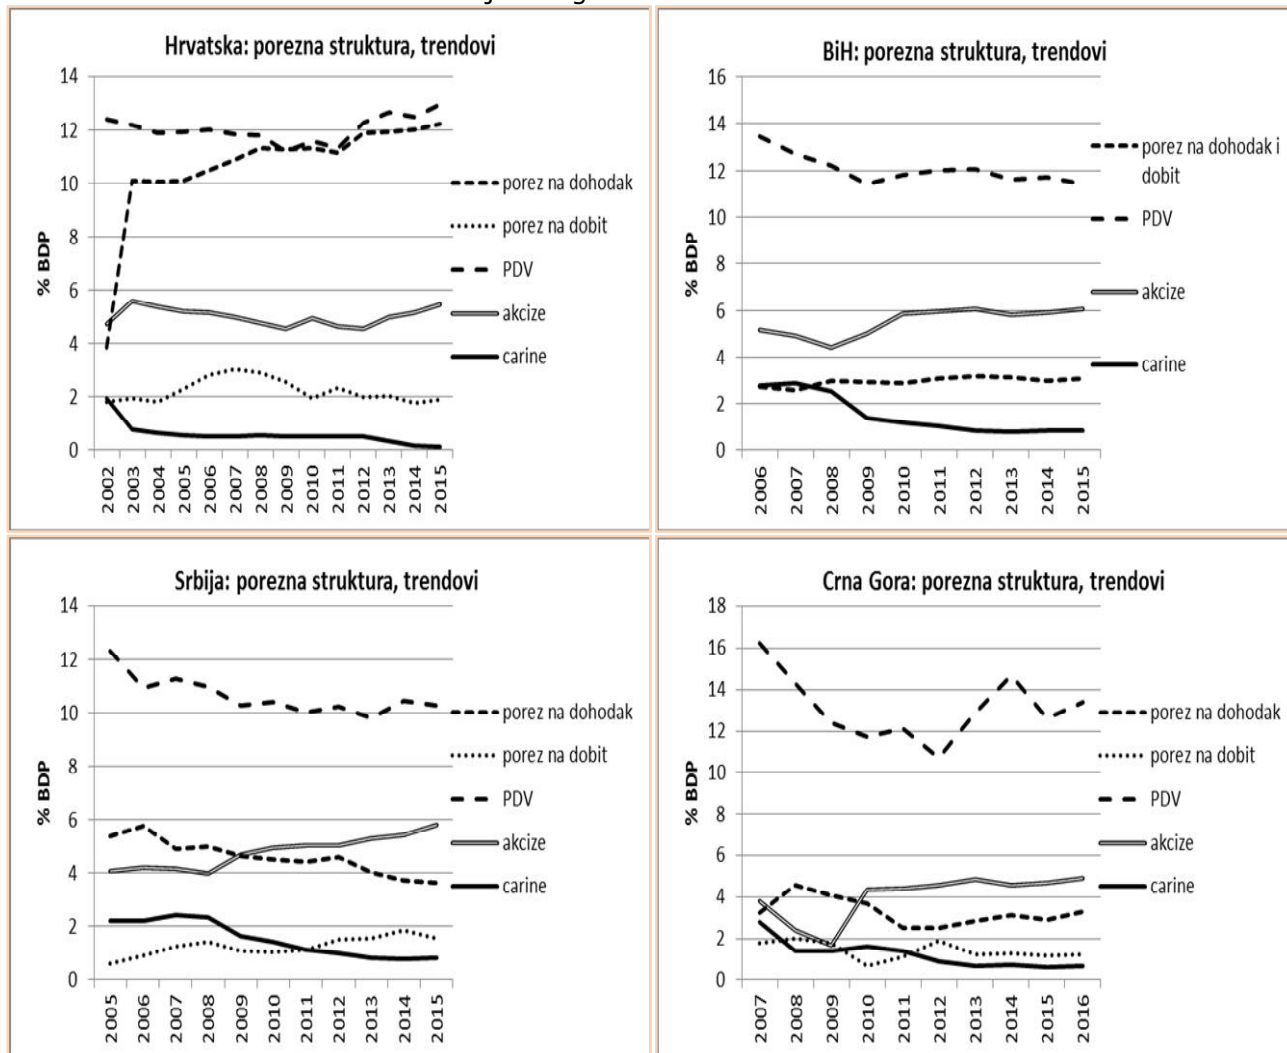 Hrvatska: porezna struktura, trendovi
14
12
10
8
6
4
2
0
% BDP
2002
2003
2004
2005
2006
2007
2008
2009
2010
2011
2012
2013
2014
2015
porez na dohodak
porez na dobit
PDV
akcize
carine
BiH: porezna struktura, trendovi
16
14
12
10
8
6
4
2
0
% BDP
2006
2007
2008
2009
2010
2011
2012
2013
2014
2015
porez na dohodak i
dobit
PDV
akcize
carine
Srbija: porezna struktura, trendovi
14
12
10
8
6
4
2
0
% BDP
2005
2006
2007
2008
2009
2010
2011
2012
2013
2014
2015
porez na dohodak
porez na dobit
PDV
akcize
carine
Crna Gora: porezna struktura, trendovi
18
16
14
12
10
8
6
4
2
0
% BDP
2007
2008
2009
2010
2011
2012
2013
2014
2015
2016
porez na dohodak
porez na dobit
PDV
akcize
carine